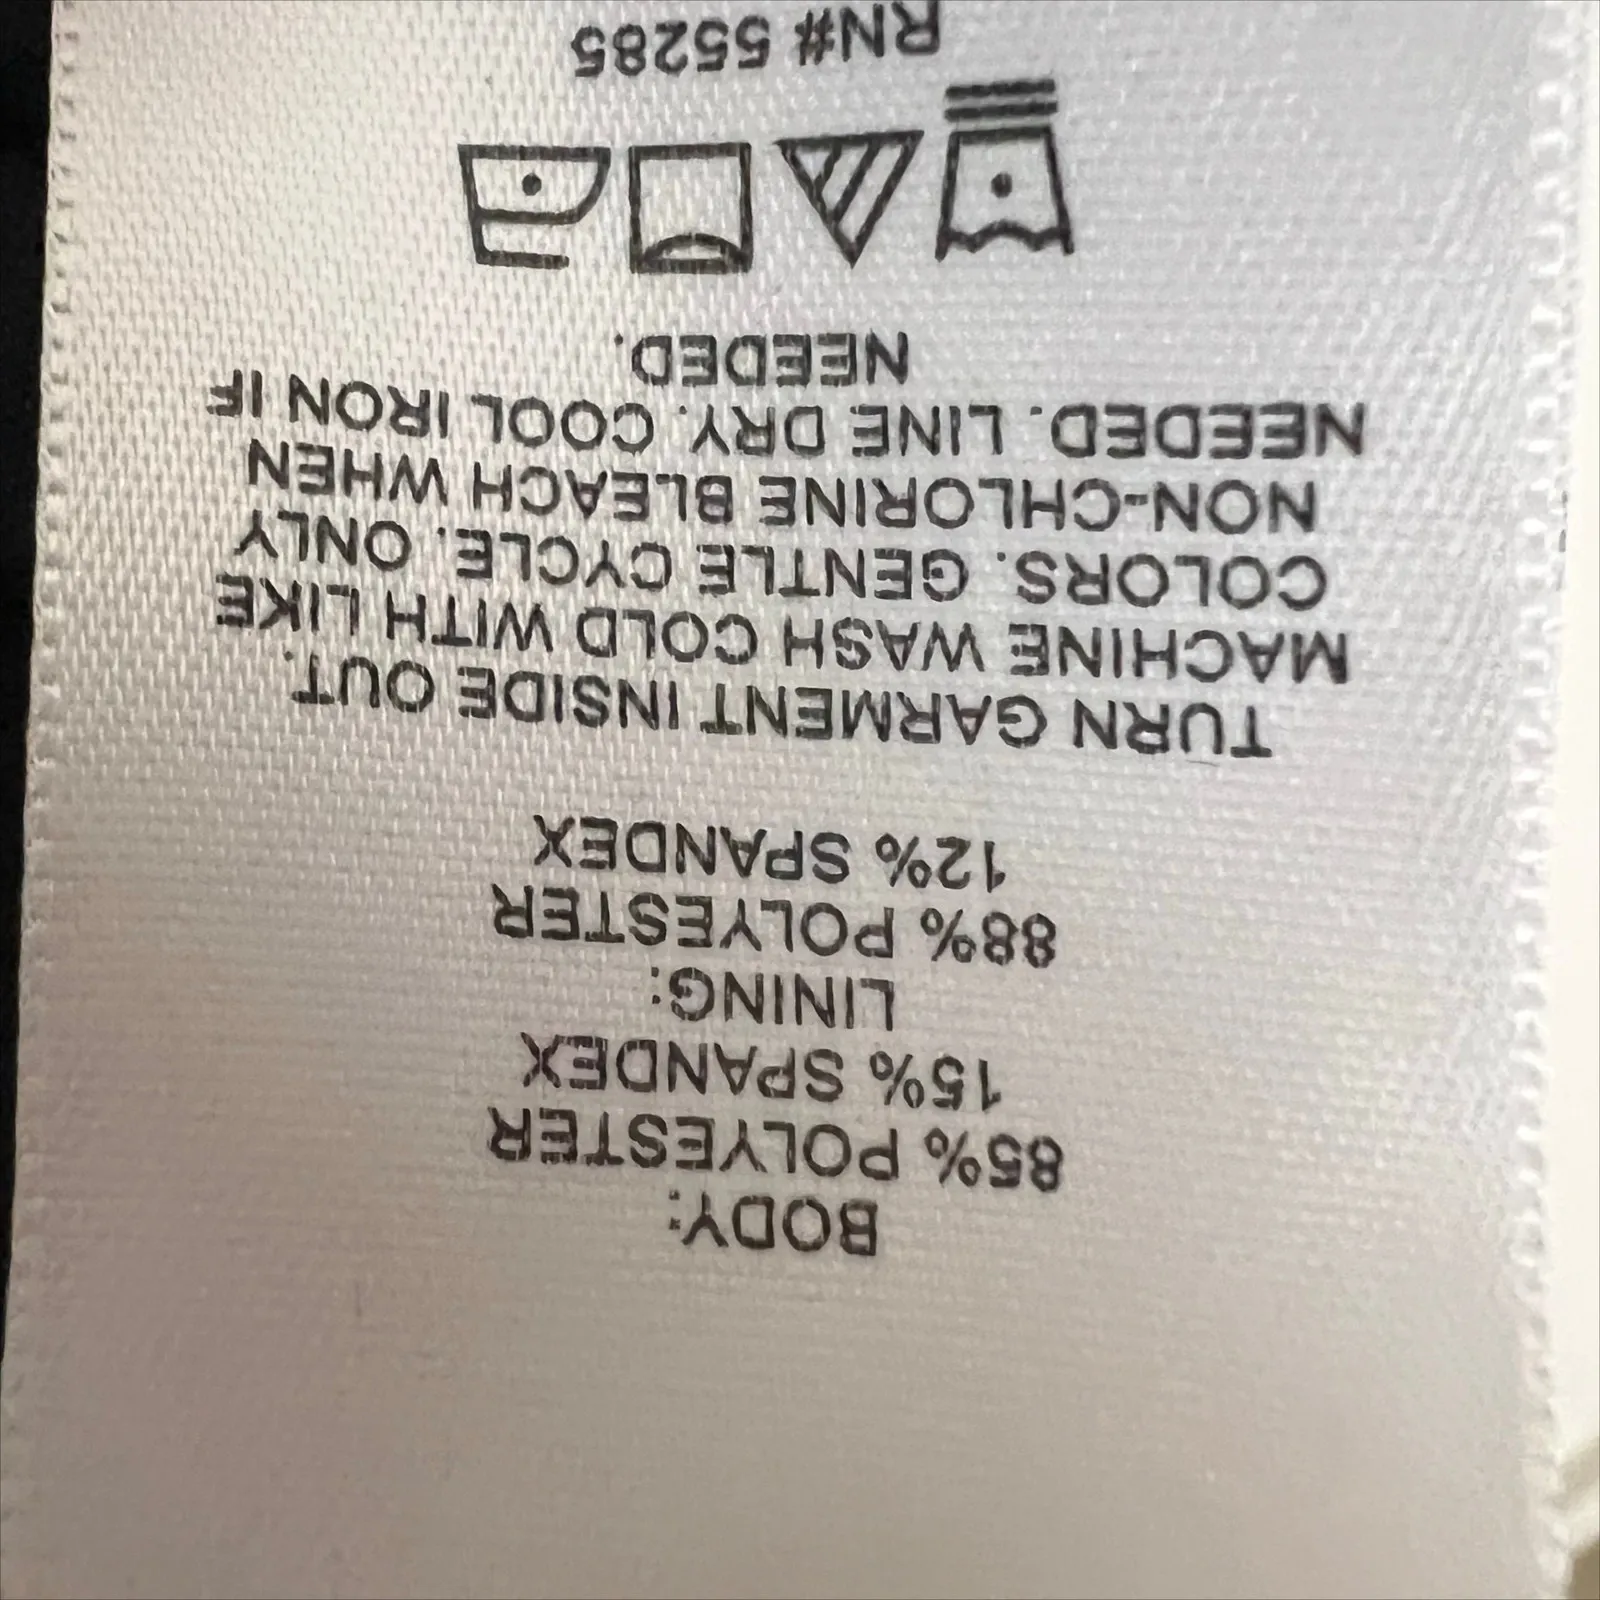 BODY:
85% POLYESTER
15% SPANDEX
LINING:
88% POLYESTER
12% SPANDEX
TURN GARMENT INSIDE OUT.
MACHINE WASH COLD WITH LIKE
COLORS. GENTLE CYCLE. ONLY
NON-CHLORINE BLEACH WHEN
NEEDED. LINE DRY. COOL IRON IF
NEEDED.
RN# 55285